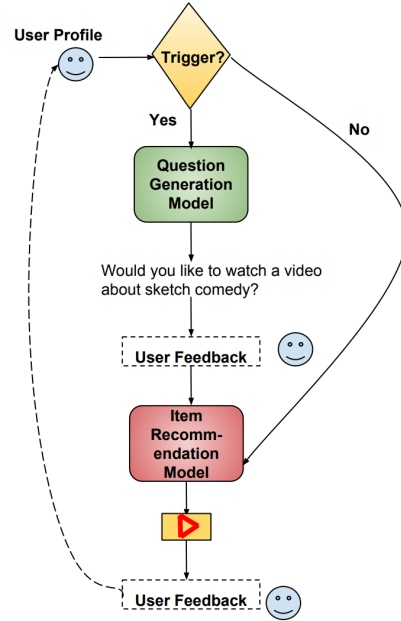 User Profile
Trigger?
Yes
No
Question
Generation
Model
Would you like to watch a video
about sketch comedy?
User Feedback
Item
Recomm-
endation
Model
User Feedback